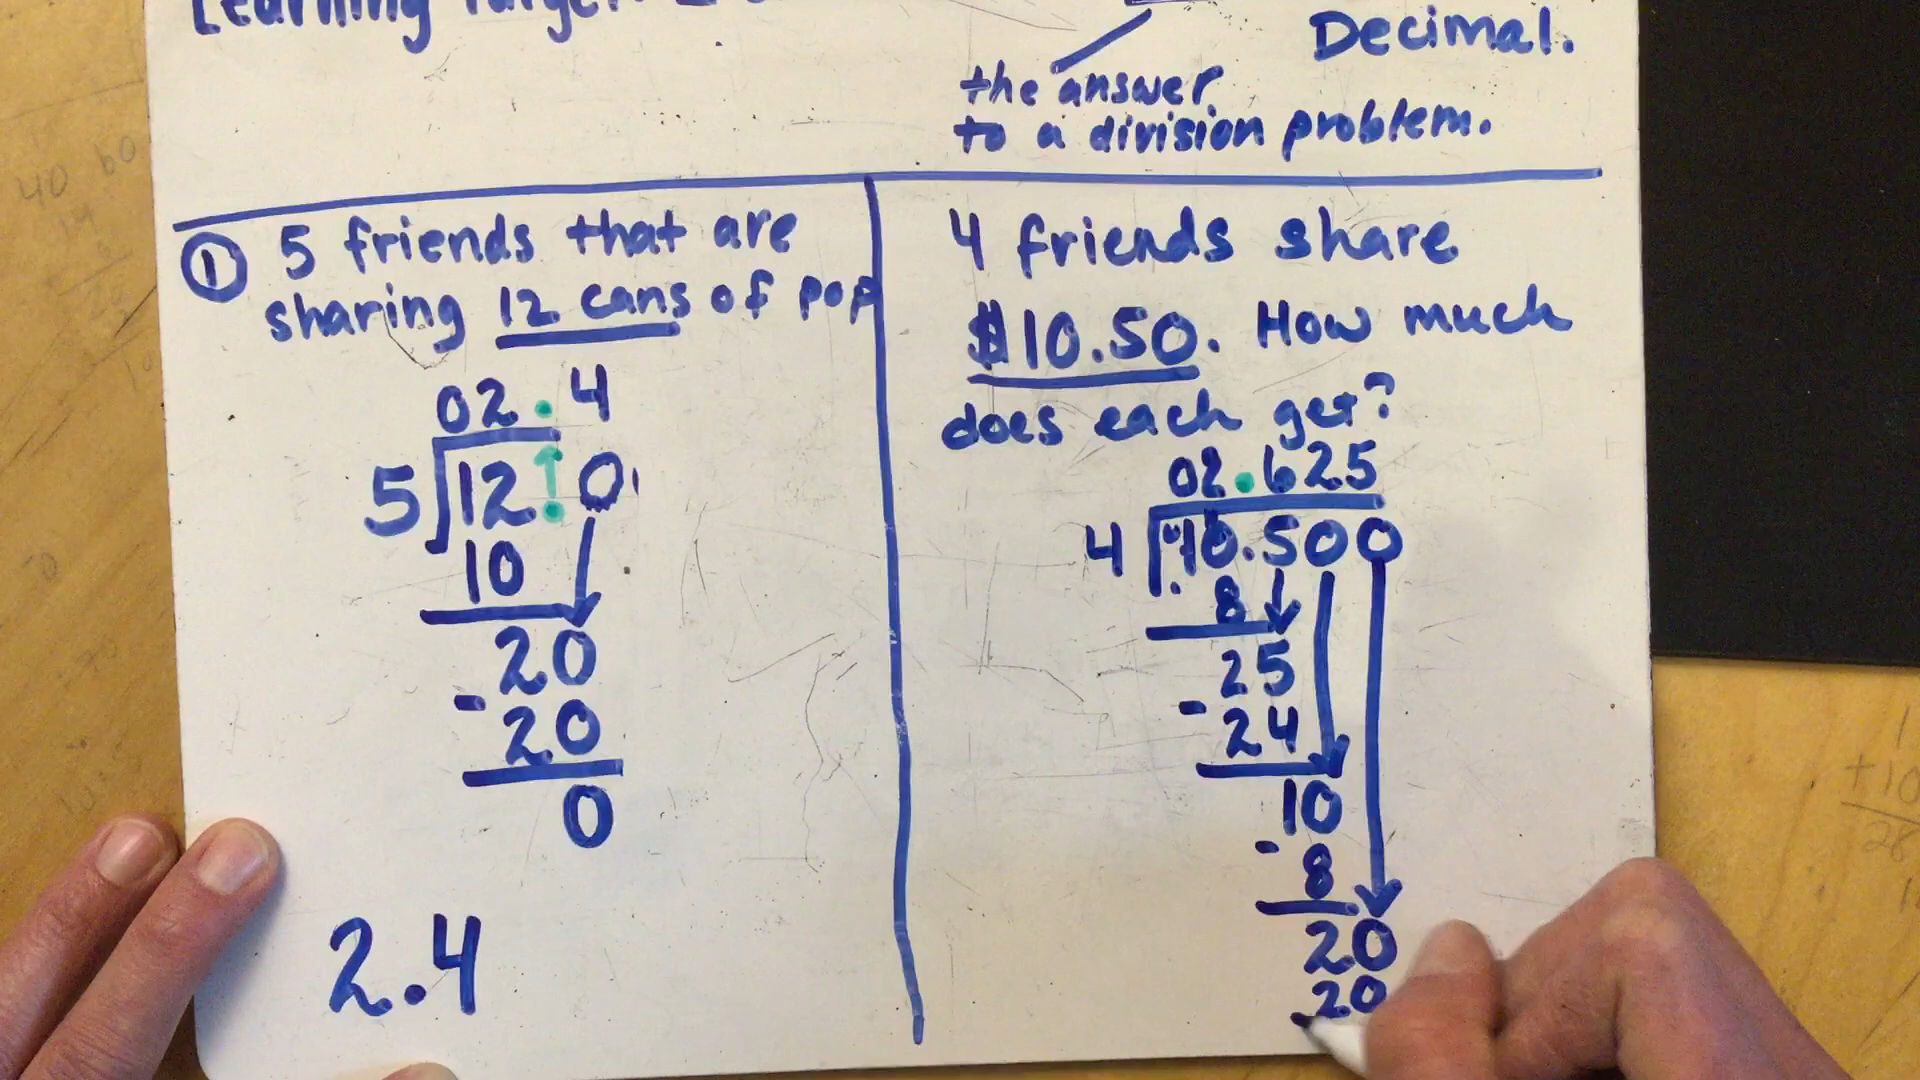 Learning Target:
Decimal.
the answer
to a division problem.
① 5 friends that are
sharing 12 cans of pop
02.4
5 12.0
10
20
- 20
0
2.4
4 friends share
$10.50. How much
does each get?
02.625
4 10.500
8
25
- 24
10
- 8
20
20